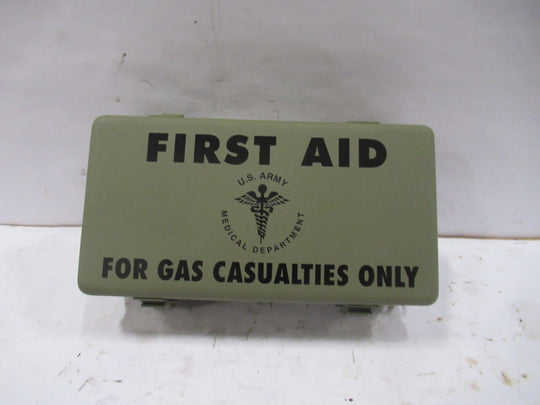 FIRST AID
U.S. ARMY
MEDICAL DEPARTMENT
FOR GAS CASUALTIES ONLY